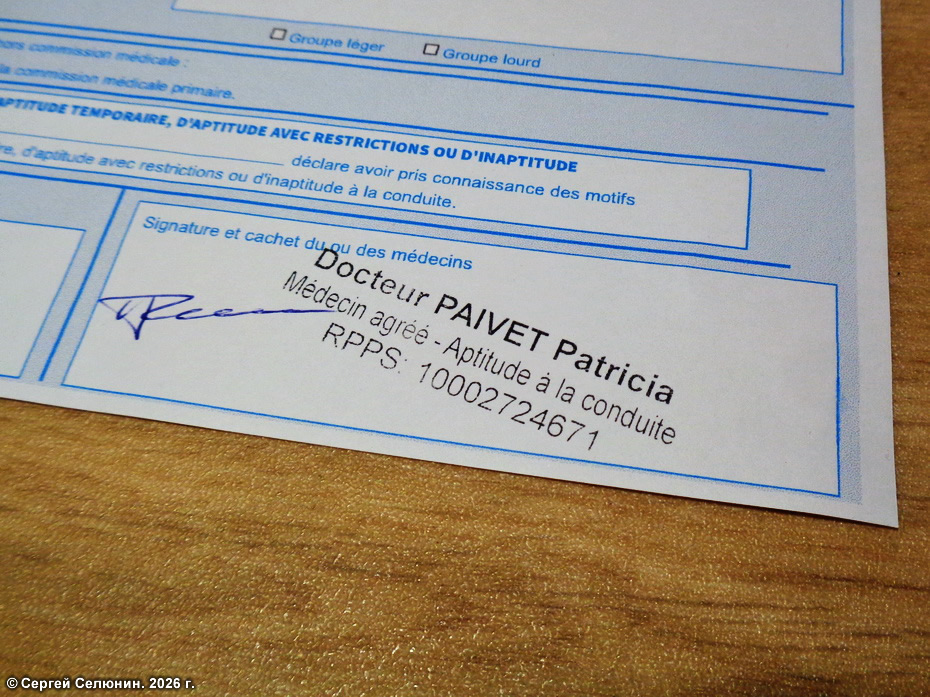 Groupe léger Groupe lourd
hors commission médicale :
la commission médicale primaire.
APTITUDE TEMPORAIRE, D'APTITUDE AVEC RESTRICTIONS OU D'INAPTITUDE
déclare avoir pris connaissance des motifs
re, d'aptitude avec restrictions ou d'inaptitude à la conduite.
Signature et cachet du ou des médecins
Docteur PAIVET Patricia
Médecin agréé - Aptitude à la conduite
RPPS: 10002724671
© Сергей Селюнин. 2026 г.